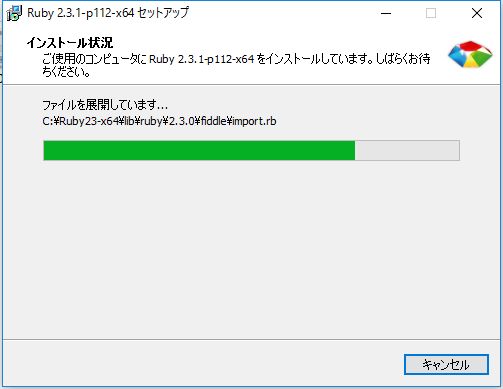 Ruby 2.3.1-p112-x64 セットアップ
インストール状況
ご使用のコンピュータに Ruby 2.3.1-p112-x64 をインストールしています。しばらくお待
ちください。
ファイルを展開しています...
C:¥Ruby23-x64¥lib¥ruby¥2.3.0¥fiddle¥import.rb
キャンセル